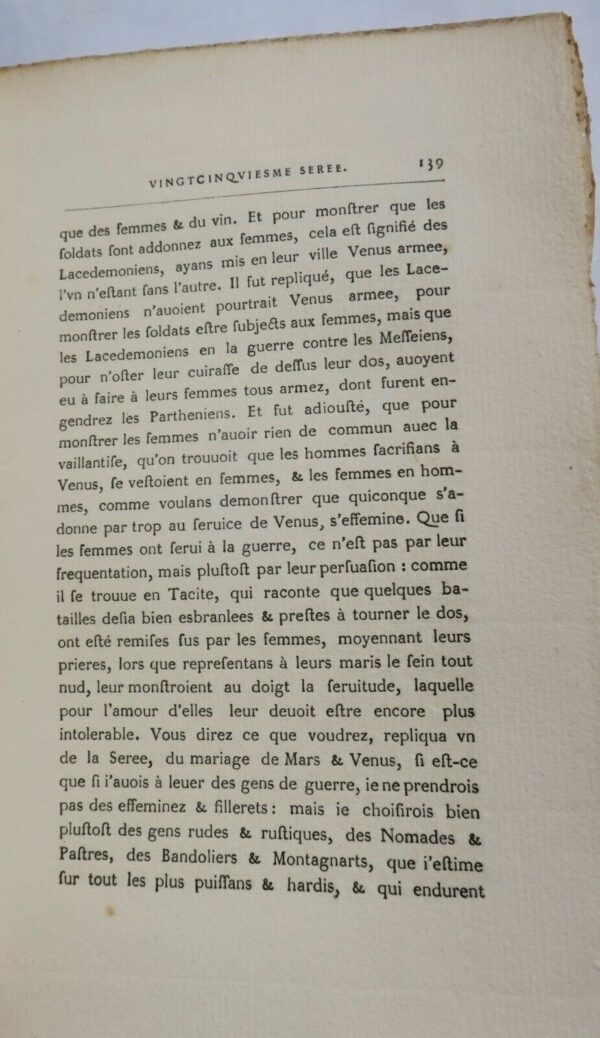 VINGTCINQVIESME SEREE. 139
que des femmes & du vin. Et pour monſtrer que les
ſoldats ſont addonnez aux femmes, cela eſt ſignifié des
Lacedemoniens, ayans mis en leur ville Venus armee,
l'vn n'eſtant ſans l'autre. Il fut repliqué, que les Lace-
demoniens n'auoient pourtrait Venus armee, pour
monſtrer les ſoldats eſtre ſubjects aux femmes, mais que
les Lacedemoniens en la guerre contre les Meſſeiens,
pour n'oſter leur cuiraſſe de deſſus leur dos, auoyent
eu à faire à leurs femmes tous armez, dont furent en-
gendrez les Partheniens. Et fut adiouſté, que pour
monſtrer les femmes n'auoir rien de commun auec la
vaillantiſe, qu'on trouuoit que les hommes ſacrifians à
Venus, ſe veſtoient en femmes, & les femmes en hom-
mes, comme voulans demonſtrer que quiconque s'a-
donne par trop au ſeruice de Venus, s'effemine. Que ſi
les femmes ont ſerui à la guerre, ce n'eſt pas par leur
frequentation, mais pluſtoſt par leur perſuaſion : comme
il ſe trouue en Tacite, qui raconte que quelques ba-
tailles deſia bien esbranlees & preſtes à tourner le dos,
ont eſté remiſes ſus par les femmes, moyennant leurs
prieres, lors que repreſentans à leurs maris le ſein tout
nud, leur monſtroient au doigt la ſeruitude, laquelle
pour l'amour d'elles leur deuoit eſtre encore plus
intolerable. Vous direz ce que voudrez, repliqua vn
de la Seree, du mariage de Mars & Venus, ſi eſt-ce
que ſi i'auois à leuer des gens de guerre, ie ne prendrois
pas des effeminez & fillerets : mais ie choiſirois bien
pluſtoſt des gens rudes & ruſtiques, des Nomades &
Paſtres, des Bandoliers & Montagnarts, que i'eſtime
ſur tout les plus puiſſans & hardis, & qui endurent